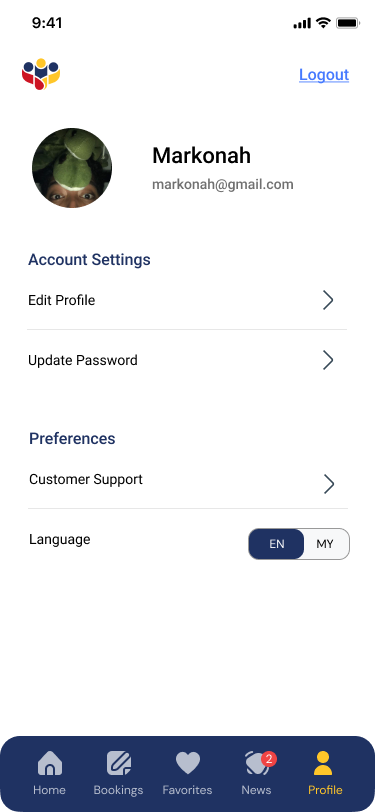 9:41
Logout
Markonah
markonah@gmail.com
Account Settings
Edit Profile
Update Password
Preferences
Customer Support
Language
EN MY
2
Home Bookings Favorites News Profile